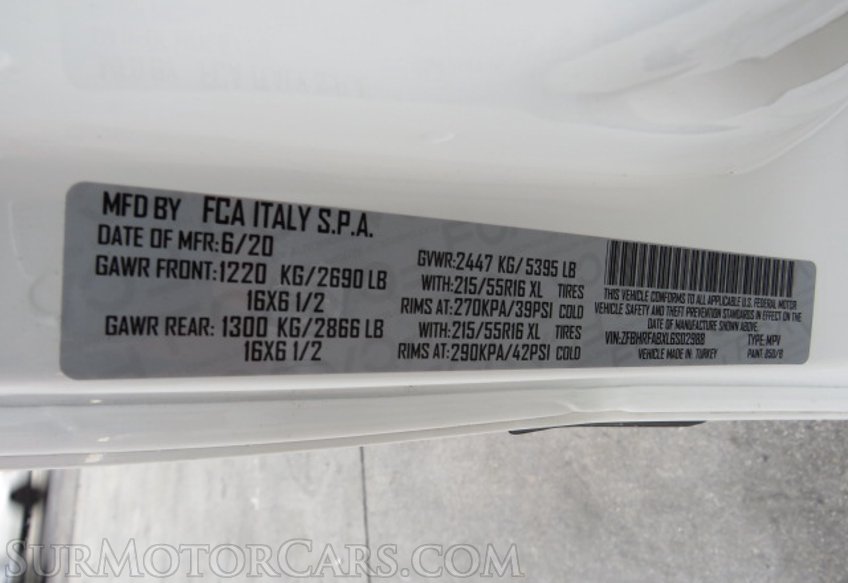 MFD BY FCA ITALY S.P.A.
DATE OF MFR:6/20
GAWR FRONT:1220 KG/2690 LB
16X6 1/2
GAWR REAR: 1300 KG/2866 LB
16X6 1/2
GVWR:2447 KG/5395 LB
WITH:215/55R16 XL TIRES
RIMS AT:270KPA/39PSI COLD
WITH:215/55R16 XL TIRES
RIMS AT:290KPA/42PSI COLD
THIS VEHICLE CONFORMS TO ALL APPLICABLE U.S. FEDERAL MOTOR
VEHICLE SAFETY AND THEFT PREVENTION STANDARDS IN EFFECT ON THE
DATE OF MANUFACTURE SHOWN ABOVE.
VIN:ZFBHRFABXL6S02988 TYPE: MPV
VEHICLE MADE IN: TURKEY PAINT:
SurMotorCars.com